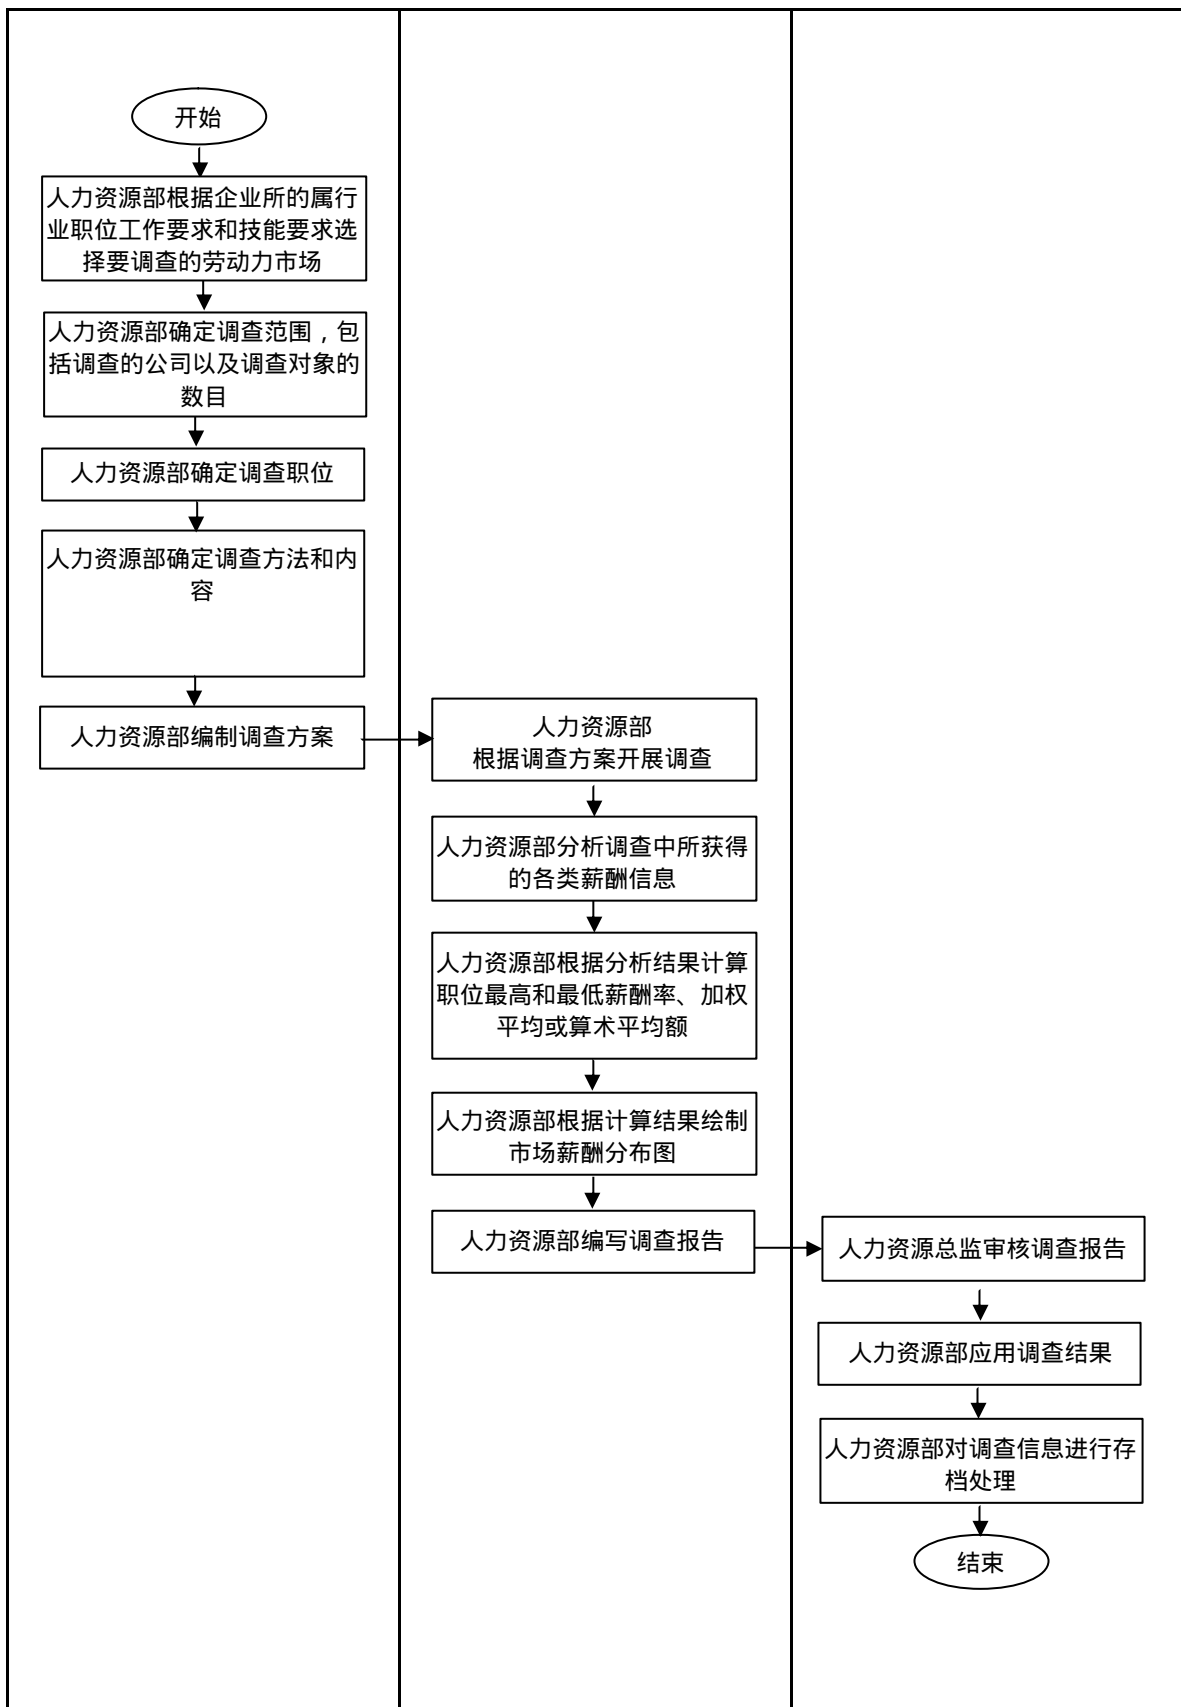 开始
人力资源部根据企业所的属行
业职位工作要求和技能要求选
择要调查的劳动力市场
人力资源部确定调查范围，包
括调查的公司以及调查对象的
数目
人力资源部确定调查职位
人力资源部确定调查方法和内
容
人力资源部编制调查方案
人力资源部
根据调查方案开展调查
人力资源部分析调查中所获得
的各类薪酬信息
人力资源部根据分析结果计算
职位最高和最低薪酬率、加权
平均或算术平均额
人力资源部根据计算结果绘制
市场薪酬分布图
人力资源部编写调查报告
人力资源总监审核调查报告
人力资源部应用调查结果
人力资源部对调查信息进行存
档处理
结束